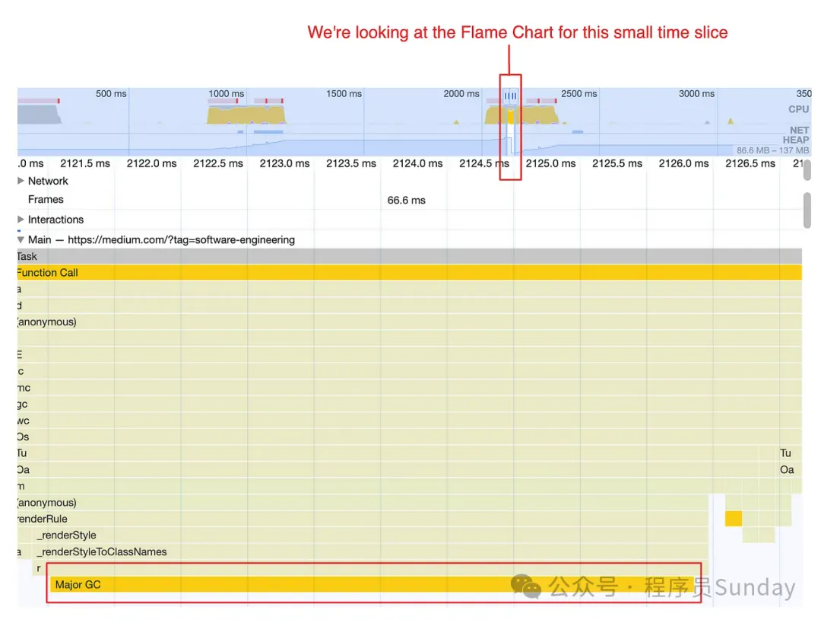 We're looking at the Flame Chart for this small time slice
500 ms 1000 ms 1500 ms 2000 ms 2500 ms 3000 ms 350
CPU
NET
HEAP
86.6 MB – 137 MB
.0 ms 2121.5 ms 2122.0 ms 2122.5 ms 2123.0 ms 2123.5 ms 2124.0 ms 2124.5 ms 2125.0 ms 2125.5 ms 2126.0 ms 2126.5 ms 21
Network
Frames 66.6 ms
Interactions
Main — https://medium.com/?tag=software-engineering
Task
Function Call
a
d
(anonymous)
E
c
mc
gc
wc
Os
Tu Tu
Oa Oa
m
(anonymous)
renderRule
_renderStyle
a _renderStyleToClassNames
r
Major GC
公众号 · 程序员Sunday